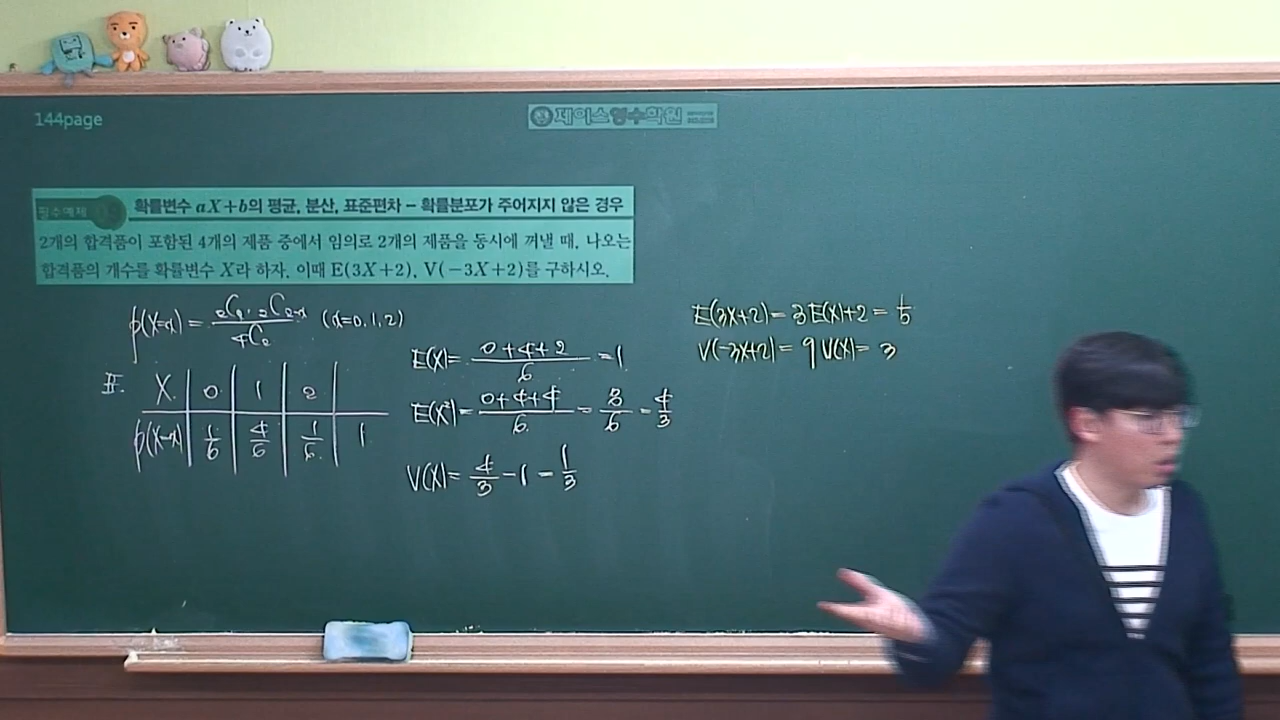 144page
제이스영수학원
필수예제
확률변수 aX+b의 평균, 분산, 표준편차 - 확률분포가 주어지지 않은 경우
2개의 합격품이 포함된 4개의 제품 중에서 임의로 2개의 제품을 동시에 꺼낼 때, 나오는
합격품의 개수를 확률변수 X라 하자. 이때 E(3X+2), V(-3X+2)를 구하시오.
p(X=x) = ₂Cₓ·₂C₂₋ₓ / ₄C₂ (x=0,1,2)
X 0 1 2
p(X=x) 1/6 4/6 1/6 1
E(X) = (0+4+2)/6 = 1
E(X²) = (0+4+4)/6 = 8/6 = 4/3
V(X) = 4/3 - 1 = 1/3
E(3X+2) = 3E(X)+2 = 5
V(-3X+2) = 9V(X) = 3